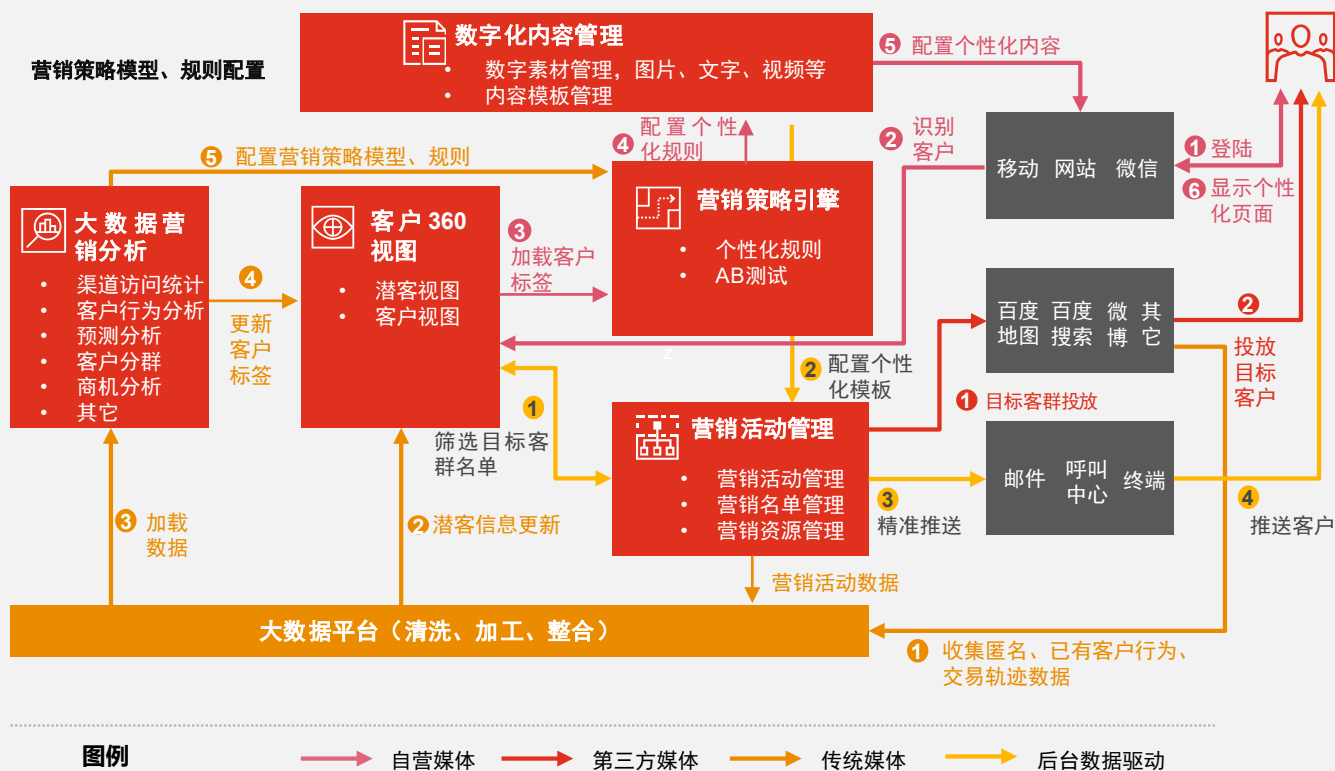 数字化内容管理
• 数字素材管理，图片、文字、视频等
• 内容模板管理
营销策略模型、规则配置
5 配置个性化内容
4 配置个性
化规则
2 识别
客户
移动 网站 微信
1 登陆
6 显示个性
化页面
5 配置营销策略模型、规则
大数据营
销分析
• 渠道访问统计
• 客户行为分析
• 预测分析
• 客户分群
• 商机分析
• 其它
4
更新
客户
标签
客户360
视图
• 潜客视图
• 客户视图
3
加载客户
标签
营销策略引擎
• 个性化规则
• AB测试
z
百度 百度 微 其
地图 搜索 博 它
2
投放
目标
客户
2 配置个性
化模板
1 目标客群投放
1
筛选目标客
群名单
营销活动管理
• 营销活动管理
• 营销名单管理
• 营销资源管理
3
精准推送
邮件 呼叫 终端
中心
4
推送客户
3 加载
数据
2 潜客信息更新
营销活动数据
大数据平台（清洗、加工、整合）
1 收集匿名、已有客户行为、
交易轨迹数据
图例 自营媒体 第三方媒体 传统媒体 后台数据驱动